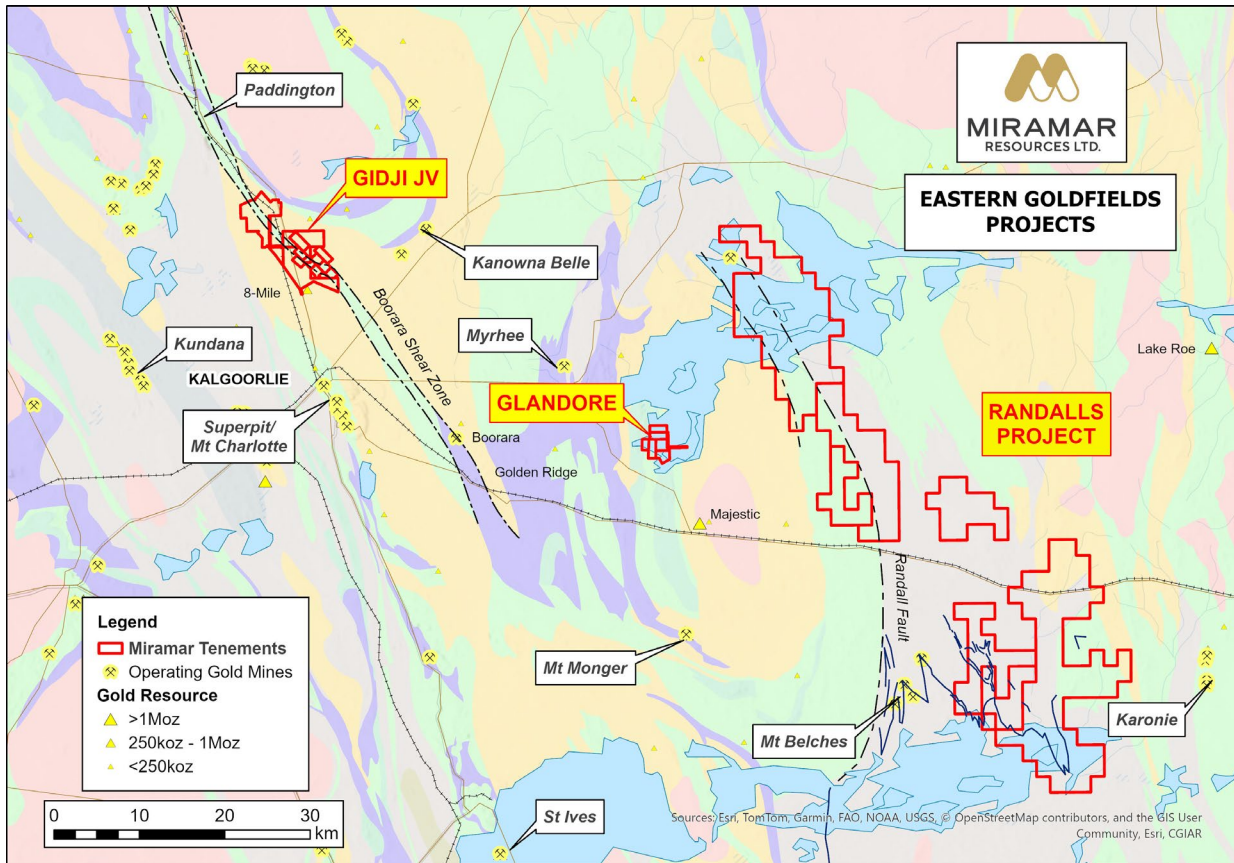 Paddington
GIDJI JV
MIRAMAR
RESOURCES LTD.
EASTERN GOLDFIELDS
PROJECTS
Kanowna Belle
8-Mile
Boorara Shear Zone
Kundana
KALGOORLIE
Myrhee
Lake Roe
GLANDORE
RANDALLS
PROJECT
Superpit/
Mt Charlotte
Boorara
Golden Ridge
Majestic
Randall Fault
Mt Monger
Mt Belches
Karonie
St Ives
Legend
Miramar Tenements
Operating Gold Mines
Gold Resource
>1Moz
250koz - 1Moz
<250koz
0 10 20 30
km
Sources: Esri, TomTom, Garmin, FAO, NOAA, USGS, © OpenStreetMap contributors, and the GIS User
Community, Esri, CGIAR